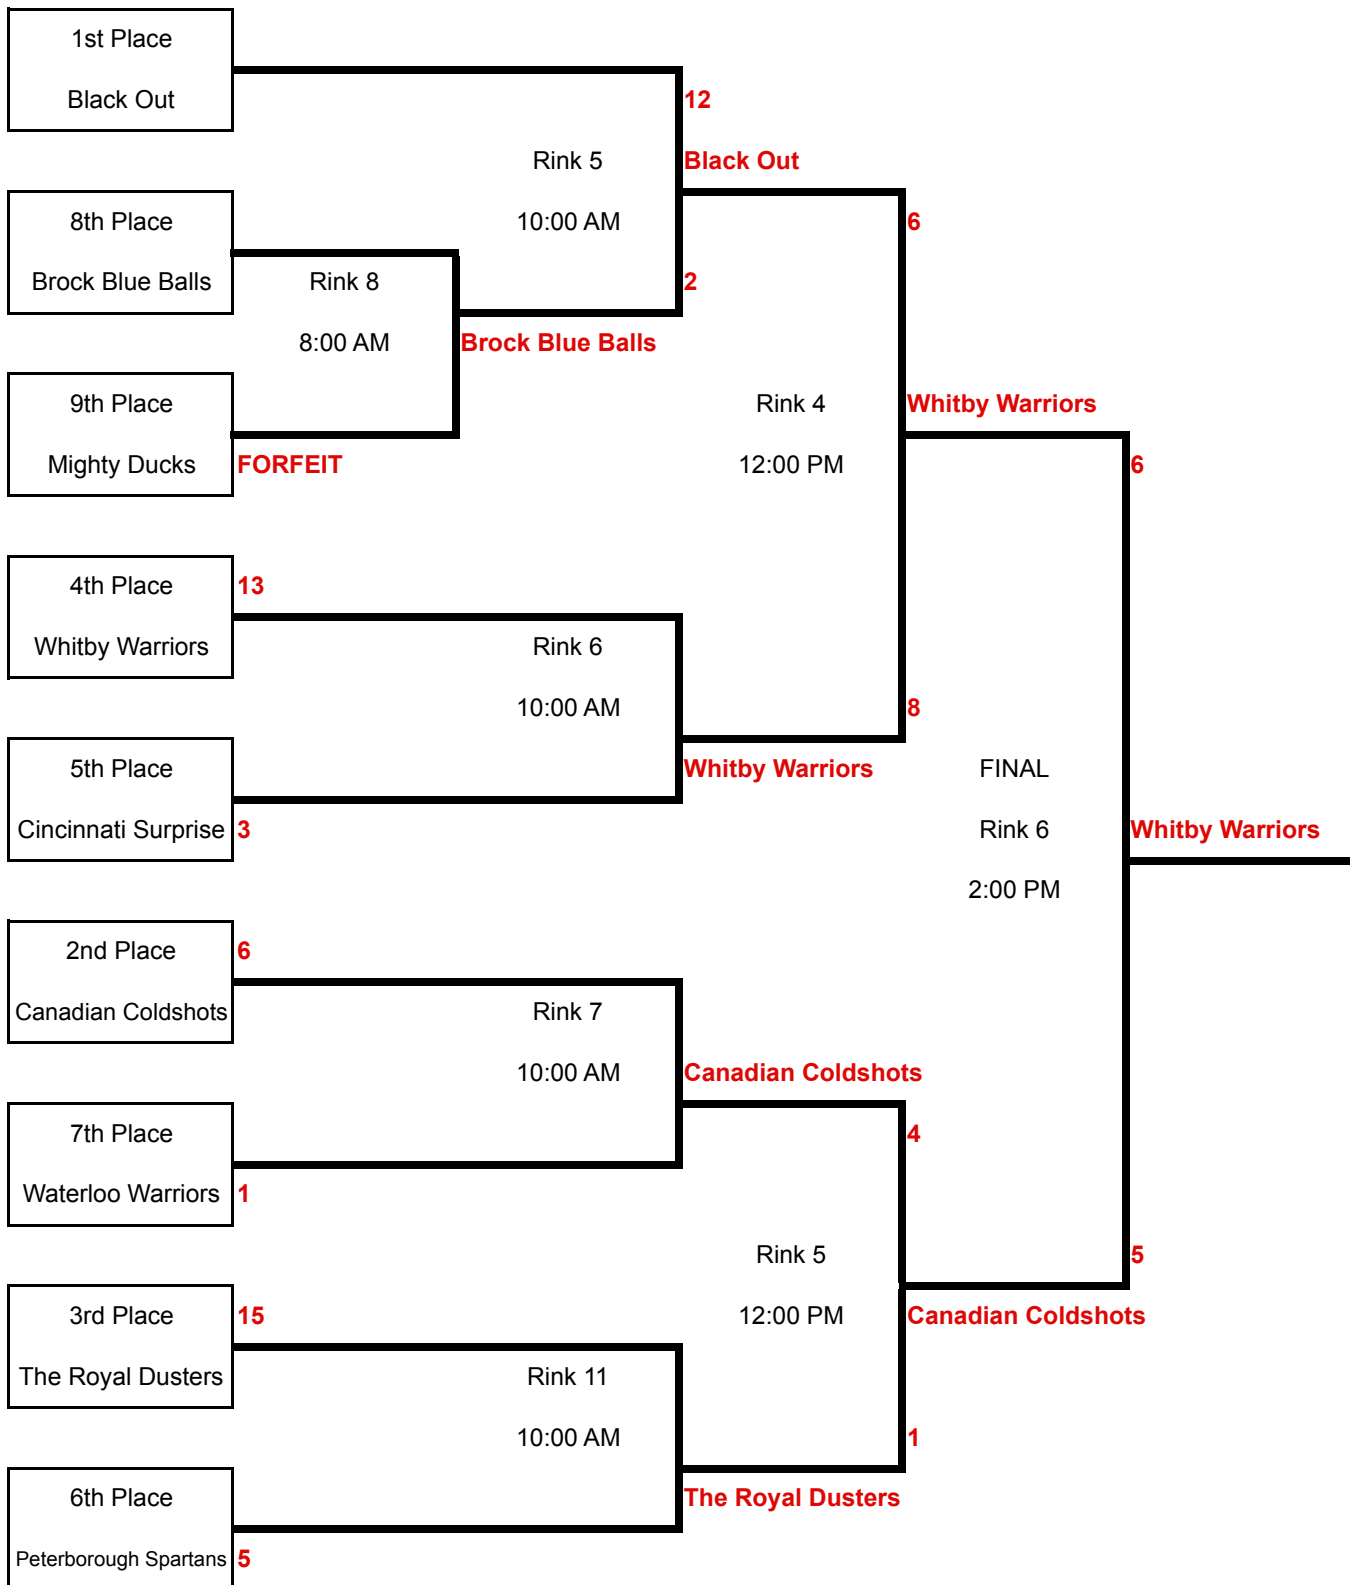 1st Place
Black Out
12
Rink 5
Black Out
8th Place
10:00 AM
6
Brock Blue Balls
Rink 8
2
8:00 AM
Brock Blue Balls
9th Place
Rink 4
Whitby Warriors
Mighty Ducks
FORFEIT
12:00 PM
6
4th Place
13
Whitby Warriors
Rink 6
10:00 AM
8
5th Place
Whitby Warriors
FINAL
Cincinnati Surprise
3
Rink 6
Whitby Warriors
2:00 PM
2nd Place
6
Canadian Coldshots
Rink 7
10:00 AM
Canadian Coldshots
7th Place
4
Waterloo Warriors
1
Rink 5
5
3rd Place
15
12:00 PM
Canadian Coldshots
The Royal Dusters
Rink 11
10:00 AM
1
6th Place
The Royal Dusters
Peterborough Spartans
5